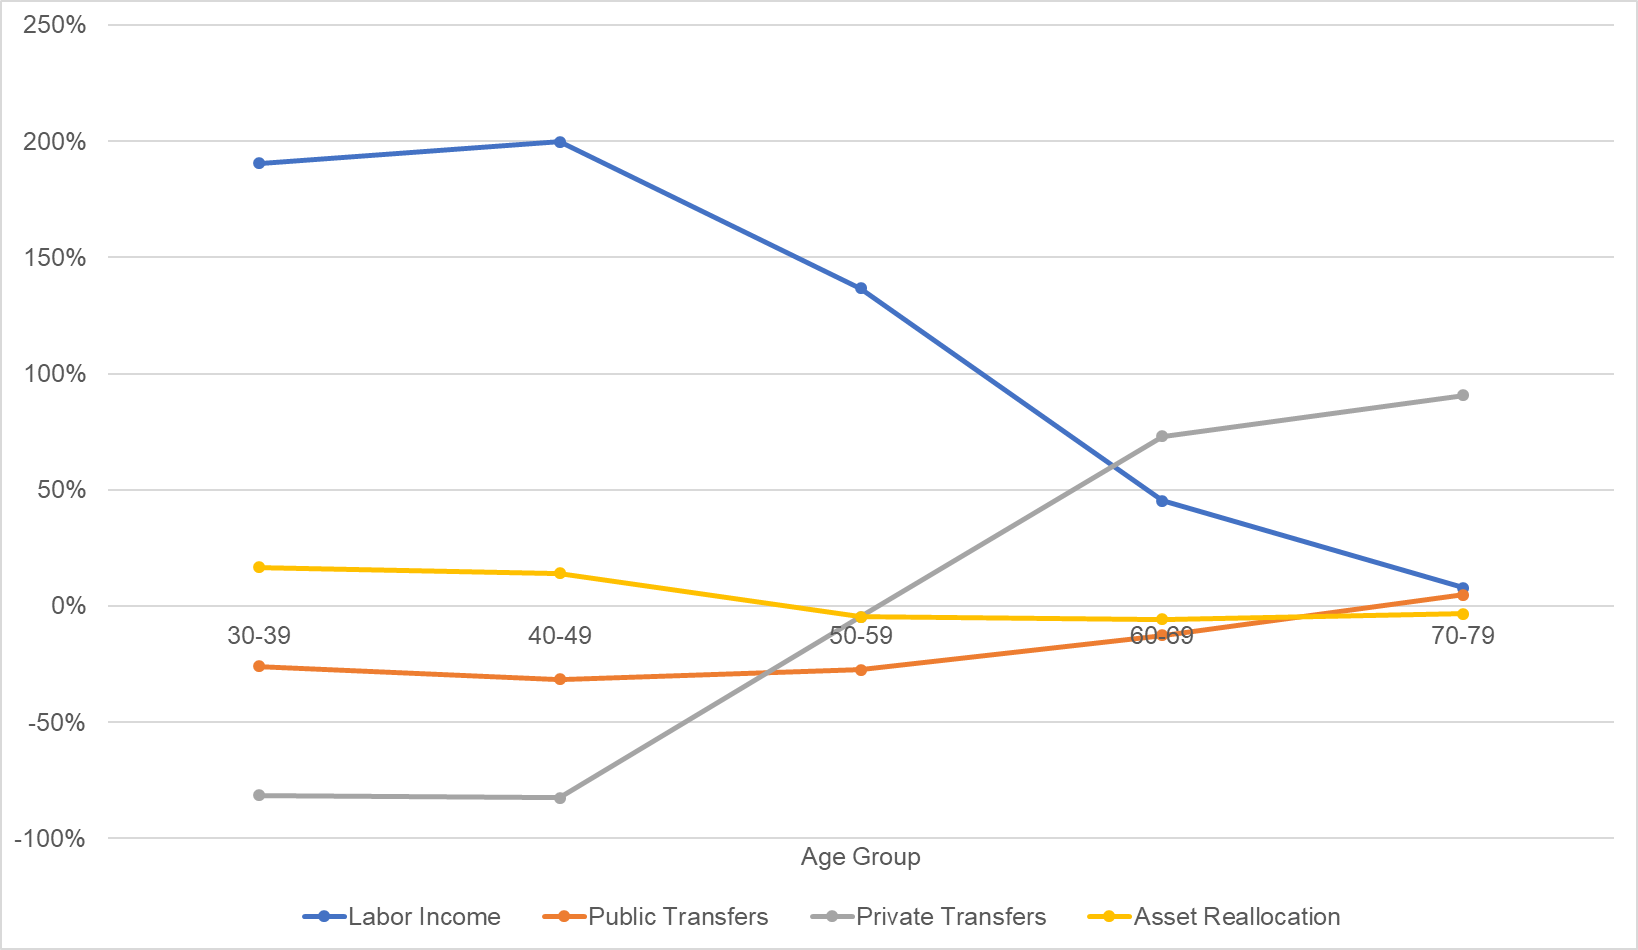 250%
200%
150%
100%
50%
0%
30-39 40-49 50-59 60-69 70-79
-50%
-100%
Age Group
Labor Income Public Transfers Private Transfers Asset Reallocation